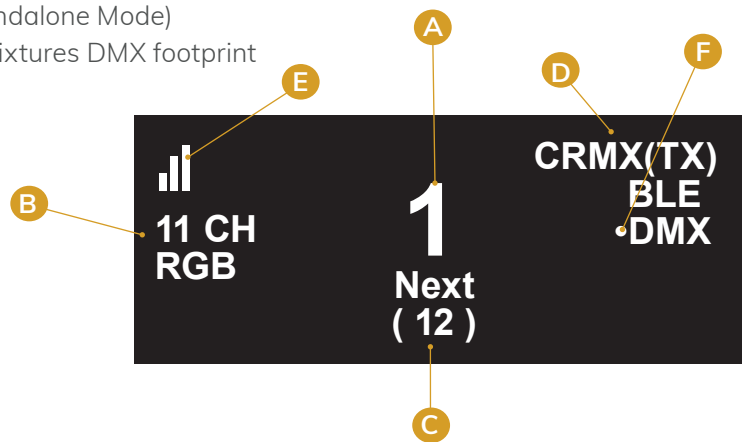 ndalone Mode)
ixtures DMX footprint
A
F
E
D
CRMX(TX)
BLE
DMX
B
11 CH
RGB
1
Next
( 12 )
C